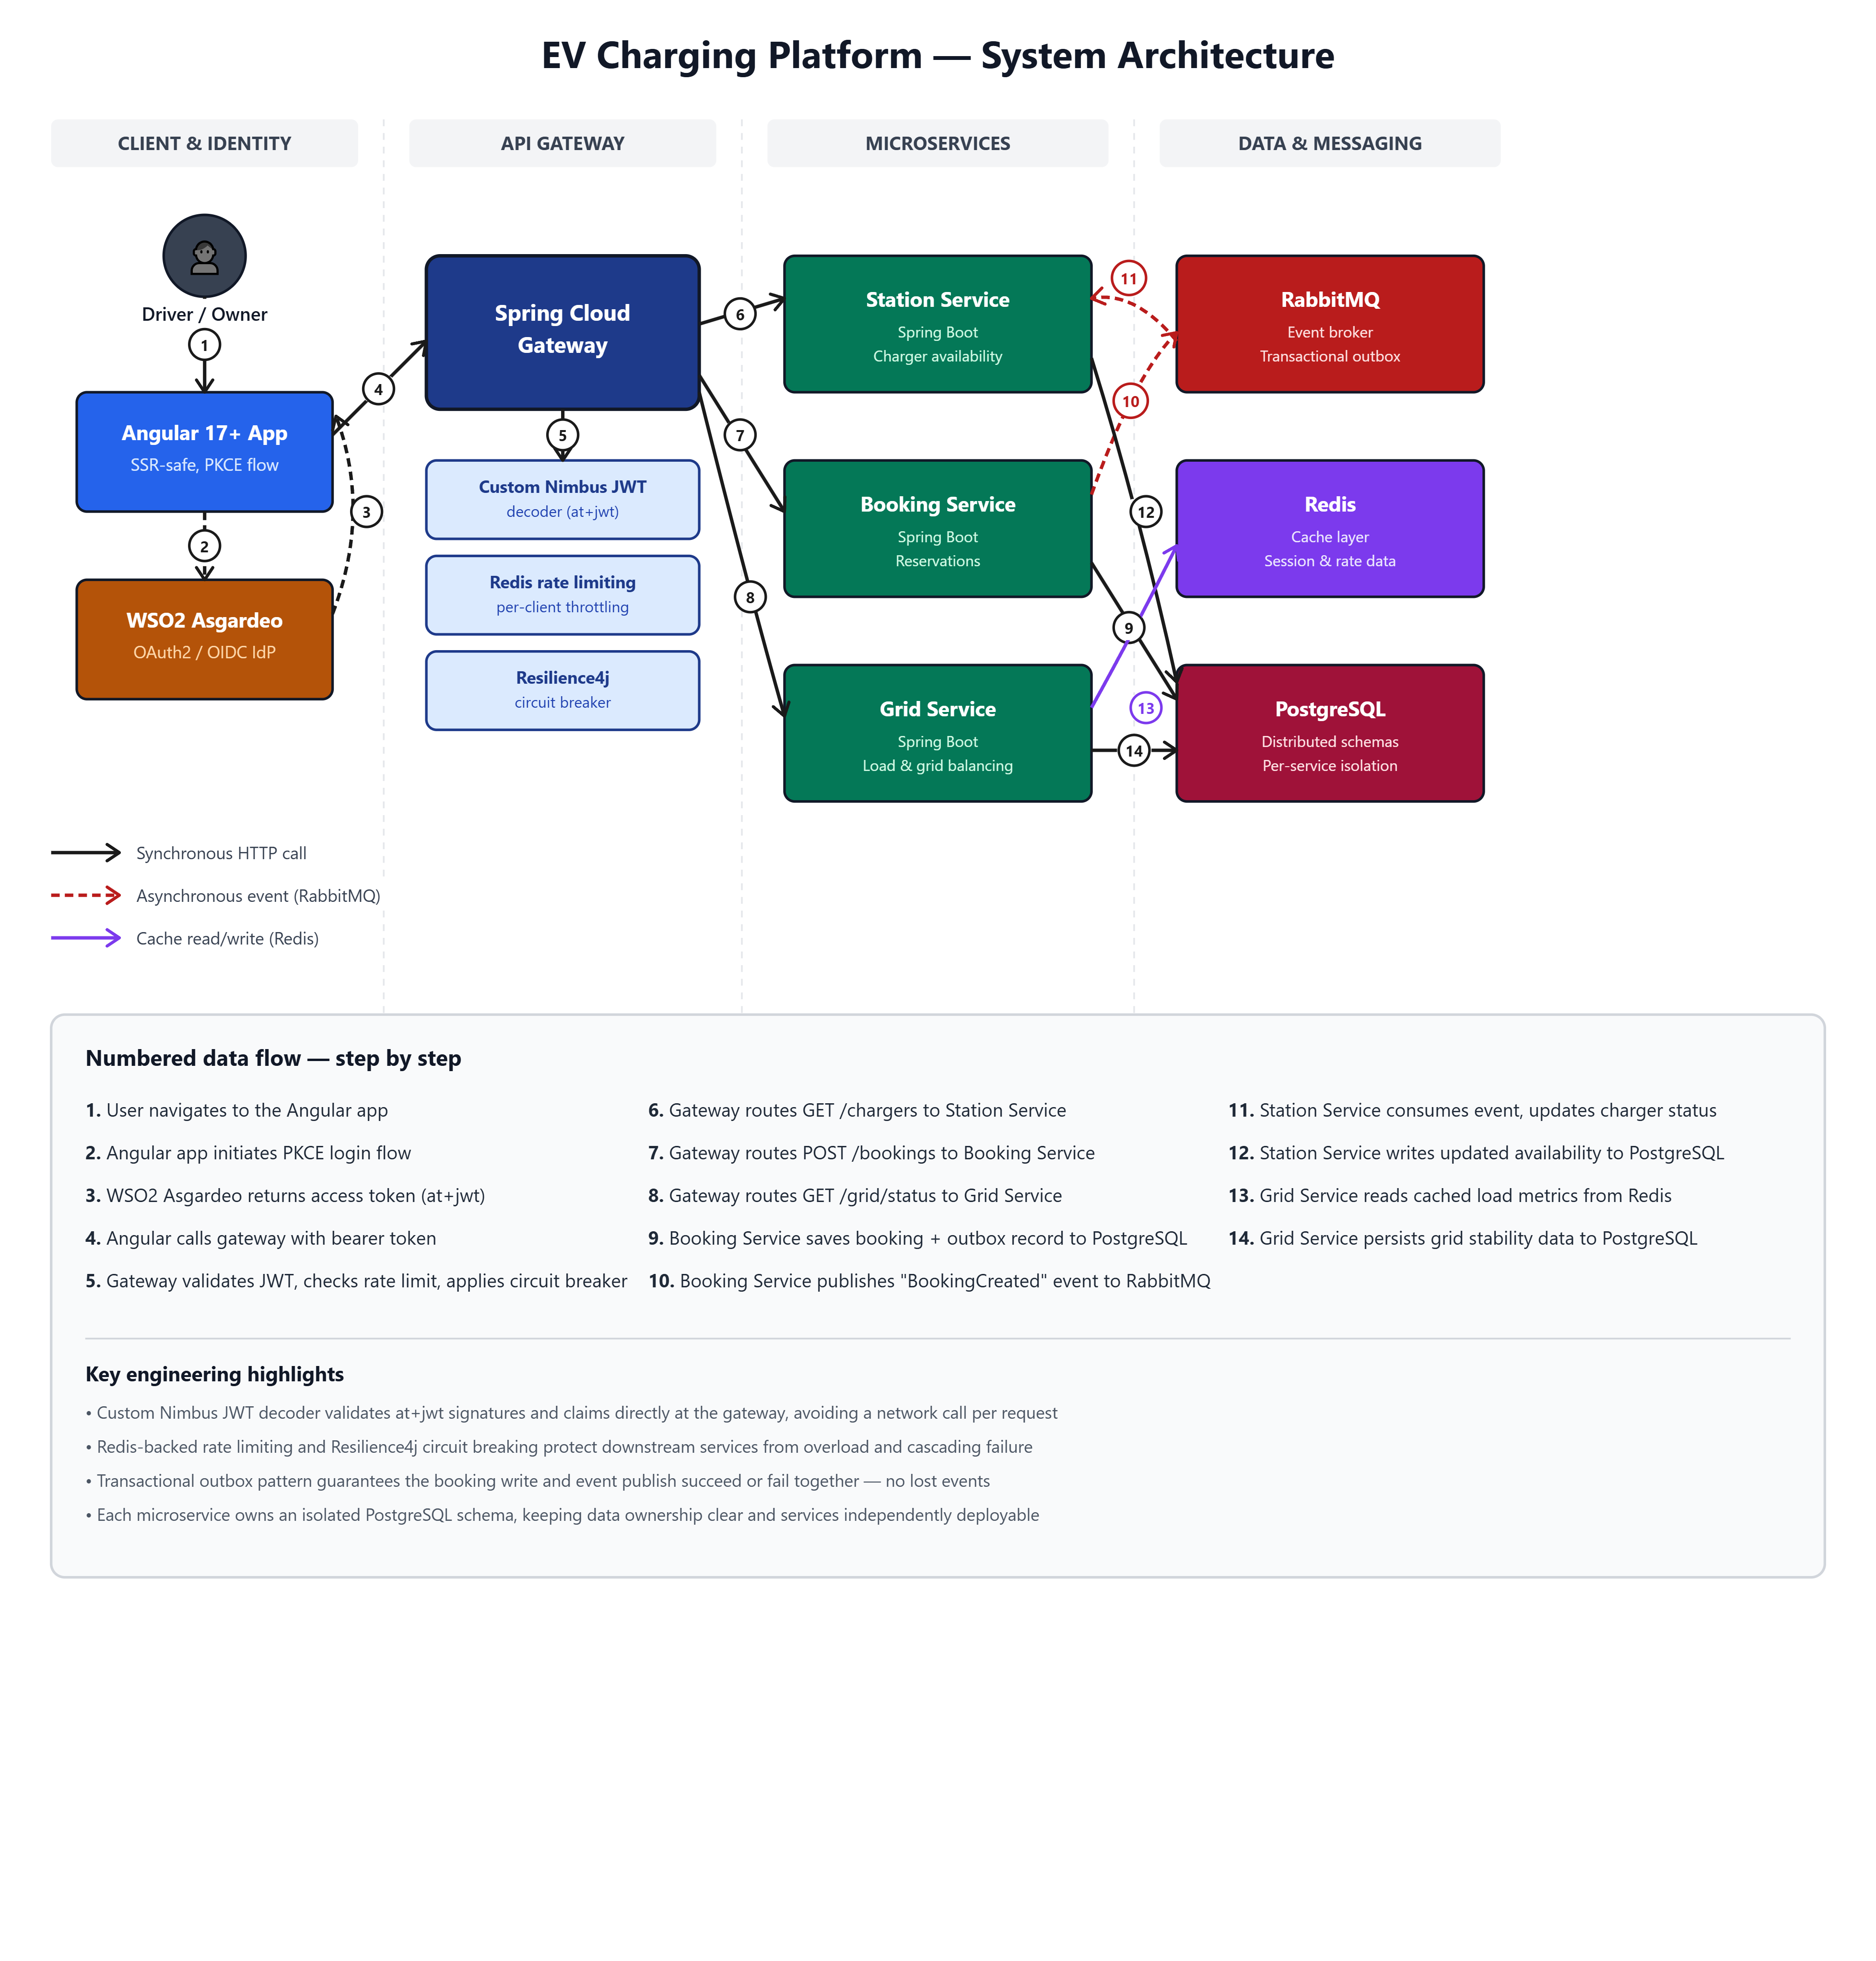 EV Charging Platform — System Architecture
CLIENT & IDENTITY
API GATEWAY
MICROSERVICES
DATA & MESSAGING
Driver / Owner
1
Angular 17+ App
SSR-safe, PKCE flow
2
3
WSO2 Asgardeo
OAuth2 / OIDC IdP
4
Spring Cloud
Gateway
5
Custom Nimbus JWT
decoder (at+jwt)
Redis rate limiting
per-client throttling
Resilience4j
circuit breaker
6
7
8
Station Service
Spring Boot
Charger availability
Booking Service
Spring Boot
Reservations
Grid Service
Spring Boot
Load & grid balancing
11
10
12
9
13
14
RabbitMQ
Event broker
Transactional outbox
Redis
Cache layer
Session & rate data
PostgreSQL
Distributed schemas
Per-service isolation
Synchronous HTTP call
Asynchronous event (RabbitMQ)
Cache read/write (Redis)
Numbered data flow — step by step
1. User navigates to the Angular app
2. Angular app initiates PKCE login flow
3. WSO2 Asgardeo returns access token (at+jwt)
4. Angular calls gateway with bearer token
5. Gateway validates JWT, checks rate limit, applies circuit breaker
6. Gateway routes GET /chargers to Station Service
7. Gateway routes POST /bookings to Booking Service
8. Gateway routes GET /grid/status to Grid Service
9. Booking Service saves booking + outbox record to PostgreSQL
10. Booking Service publishes "BookingCreated" event to RabbitMQ
11. Station Service consumes event, updates charger status
12. Station Service writes updated availability to PostgreSQL
13. Grid Service reads cached load metrics from Redis
14. Grid Service persists grid stability data to PostgreSQL
Key engineering highlights
• Custom Nimbus JWT decoder validates at+jwt signatures and claims directly at the gateway, avoiding a network call per request
• Redis-backed rate limiting and Resilience4j circuit breaking protect downstream services from overload and cascading failure
• Transactional outbox pattern guarantees the booking write and event publish succeed or fail together — no lost events
• Each microservice owns an isolated PostgreSQL schema, keeping data ownership clear and services independently deployable